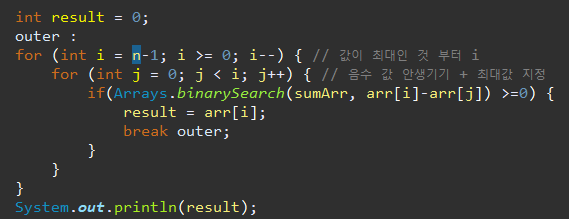 int result = 0;
outer :
for (int i = n-1; i >= 0; i--) { // 값이 최대인 것 부터 i
    for (int j = 0; j < i; j++) { // 음수 값 안생기기 + 최대값 지정
        if(Arrays.binarySearch(sumArr, arr[i]-arr[j]) >=0) {
            result = arr[i];
            break outer;
        }
    }
}
System.out.println(result);